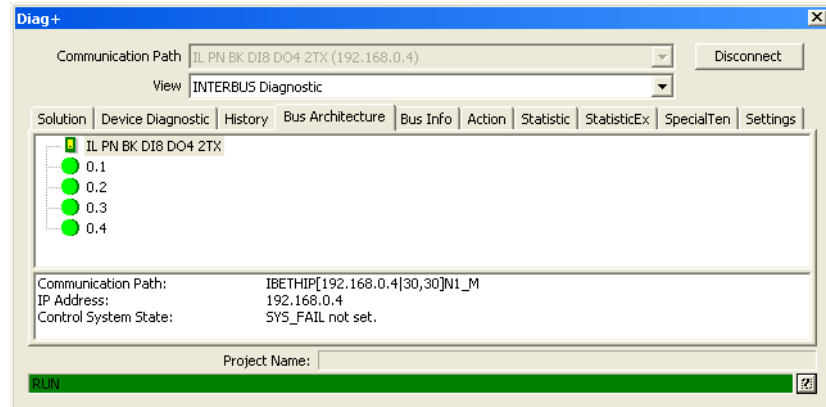 Diag+
Communication Path IL PN BK DI8 DO4 2TX (192.168.0.4) Disconnect
View INTERBUS Diagnostic
Solution Device Diagnostic History Bus Architecture Bus Info Action Statistic StatisticEx SpecialTen Settings
IL PN BK DI8 DO4 2TX
0.1
0.2
0.3
0.4
Communication Path: IBETHIP[192.168.0.4|30,30]N1_M
IP Address: 192.168.0.4
Control System State: SYS_FAIL not set.
Project Name:
RUN